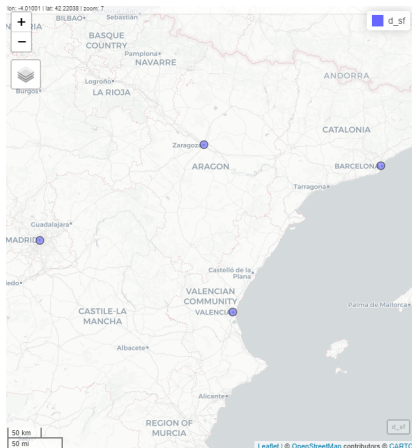 lon: -4.01001 | lat: 42.22038 | zoom: 7
+
−
d_sf
BILBAO•
Sebastián
BASQUE
COUNTRY
Pamplona•
NAVARRE
ANDORRA
Logroño•
Burgos•
LA RIOJA
CATALONIA
Zaragoza
BARCELONA
ARAGON
Tarragona•
Guadalajara•
MADRID
Castelló de la
Plana•
VALENCIAN
COMMUNITY
VALENCIA
Palma de Mallorca•
CASTILE-LA
MANCHA
Albacete•
Alicante•
REGION OF
MURCIA
50 km
50 mi
d_sf
Leaflet | © OpenStreetMap contributors © CARTO